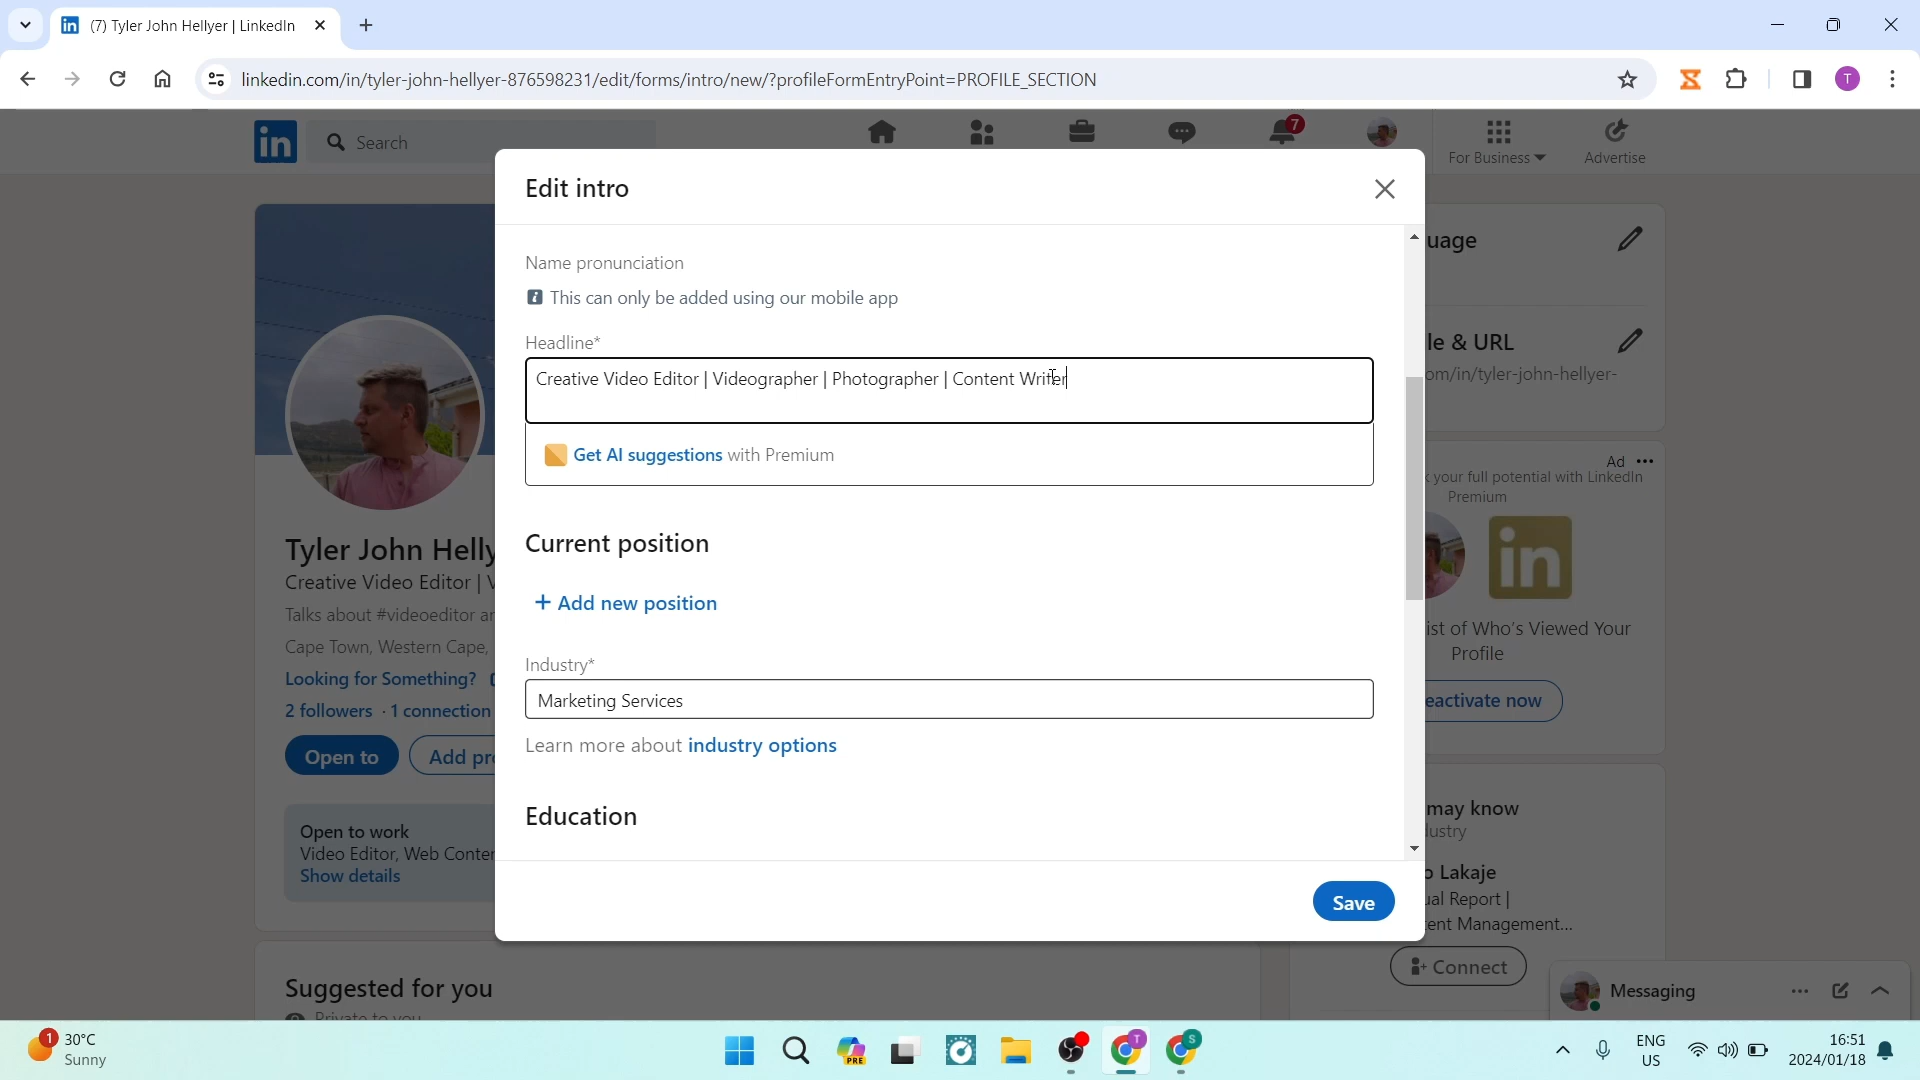 (7) Tyler John Hellyer | LinkedIn
linkedin.com/in/tyler-john-hellyer-876598231/edit/forms/intro/new/?profileFormEntryPoint=PROFILE_SECTION
T
in
Search
7
For Business
Advertise
Edit intro
Name pronunciation
This can only be added using our mobile app
Headline*
Creative Video Editor | Videographer | Photographer | Content Writer
Get AI suggestions with Premium
Current position
+ Add new position
Industry*
Marketing Services
Learn more about industry options
Education
Save
Tyler John Helly
Creative Video Editor |
Talks about #videoeditor
Cape Town, Western Cape,
Looking for Something?
2 followers · 1 connection
Open to
Add
Open to work
Video Editor, Web
Show details
Suggested for you
Private to you
uage
le & URL
om/in/tyler-john-hellyer-
Ad
your full potential with LinkedIn
Premium
in
ist of Who's Viewed Your
Profile
eactivate now
may know
dustry
o Lakaje
ual Report |
ent Management...
Connect
Messaging
1
30°C
Sunny
PRE
T
S
ENG
US
16:51
2024/01/18